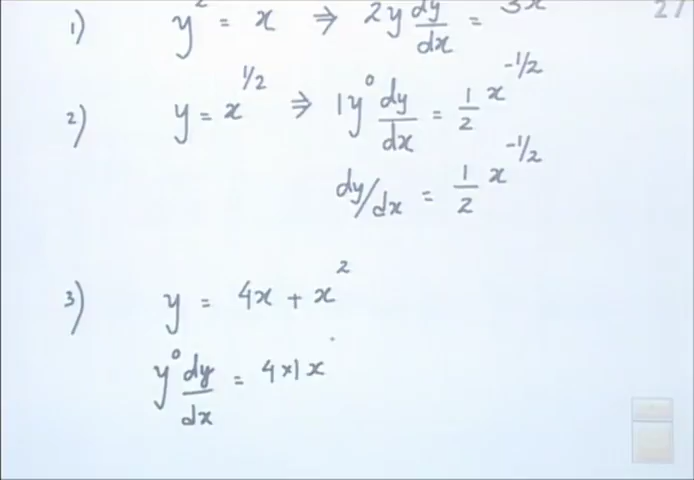 1) y² = x ⇒ 2y dy/dx =
2) y = x^1/2 ⇒ 1y⁰ dy/dx = 1/2 x^-1/2
dy/dx = 1/2 x^-1/2
3) y = 4x + x²
y⁰ dy/dx = 4×1x